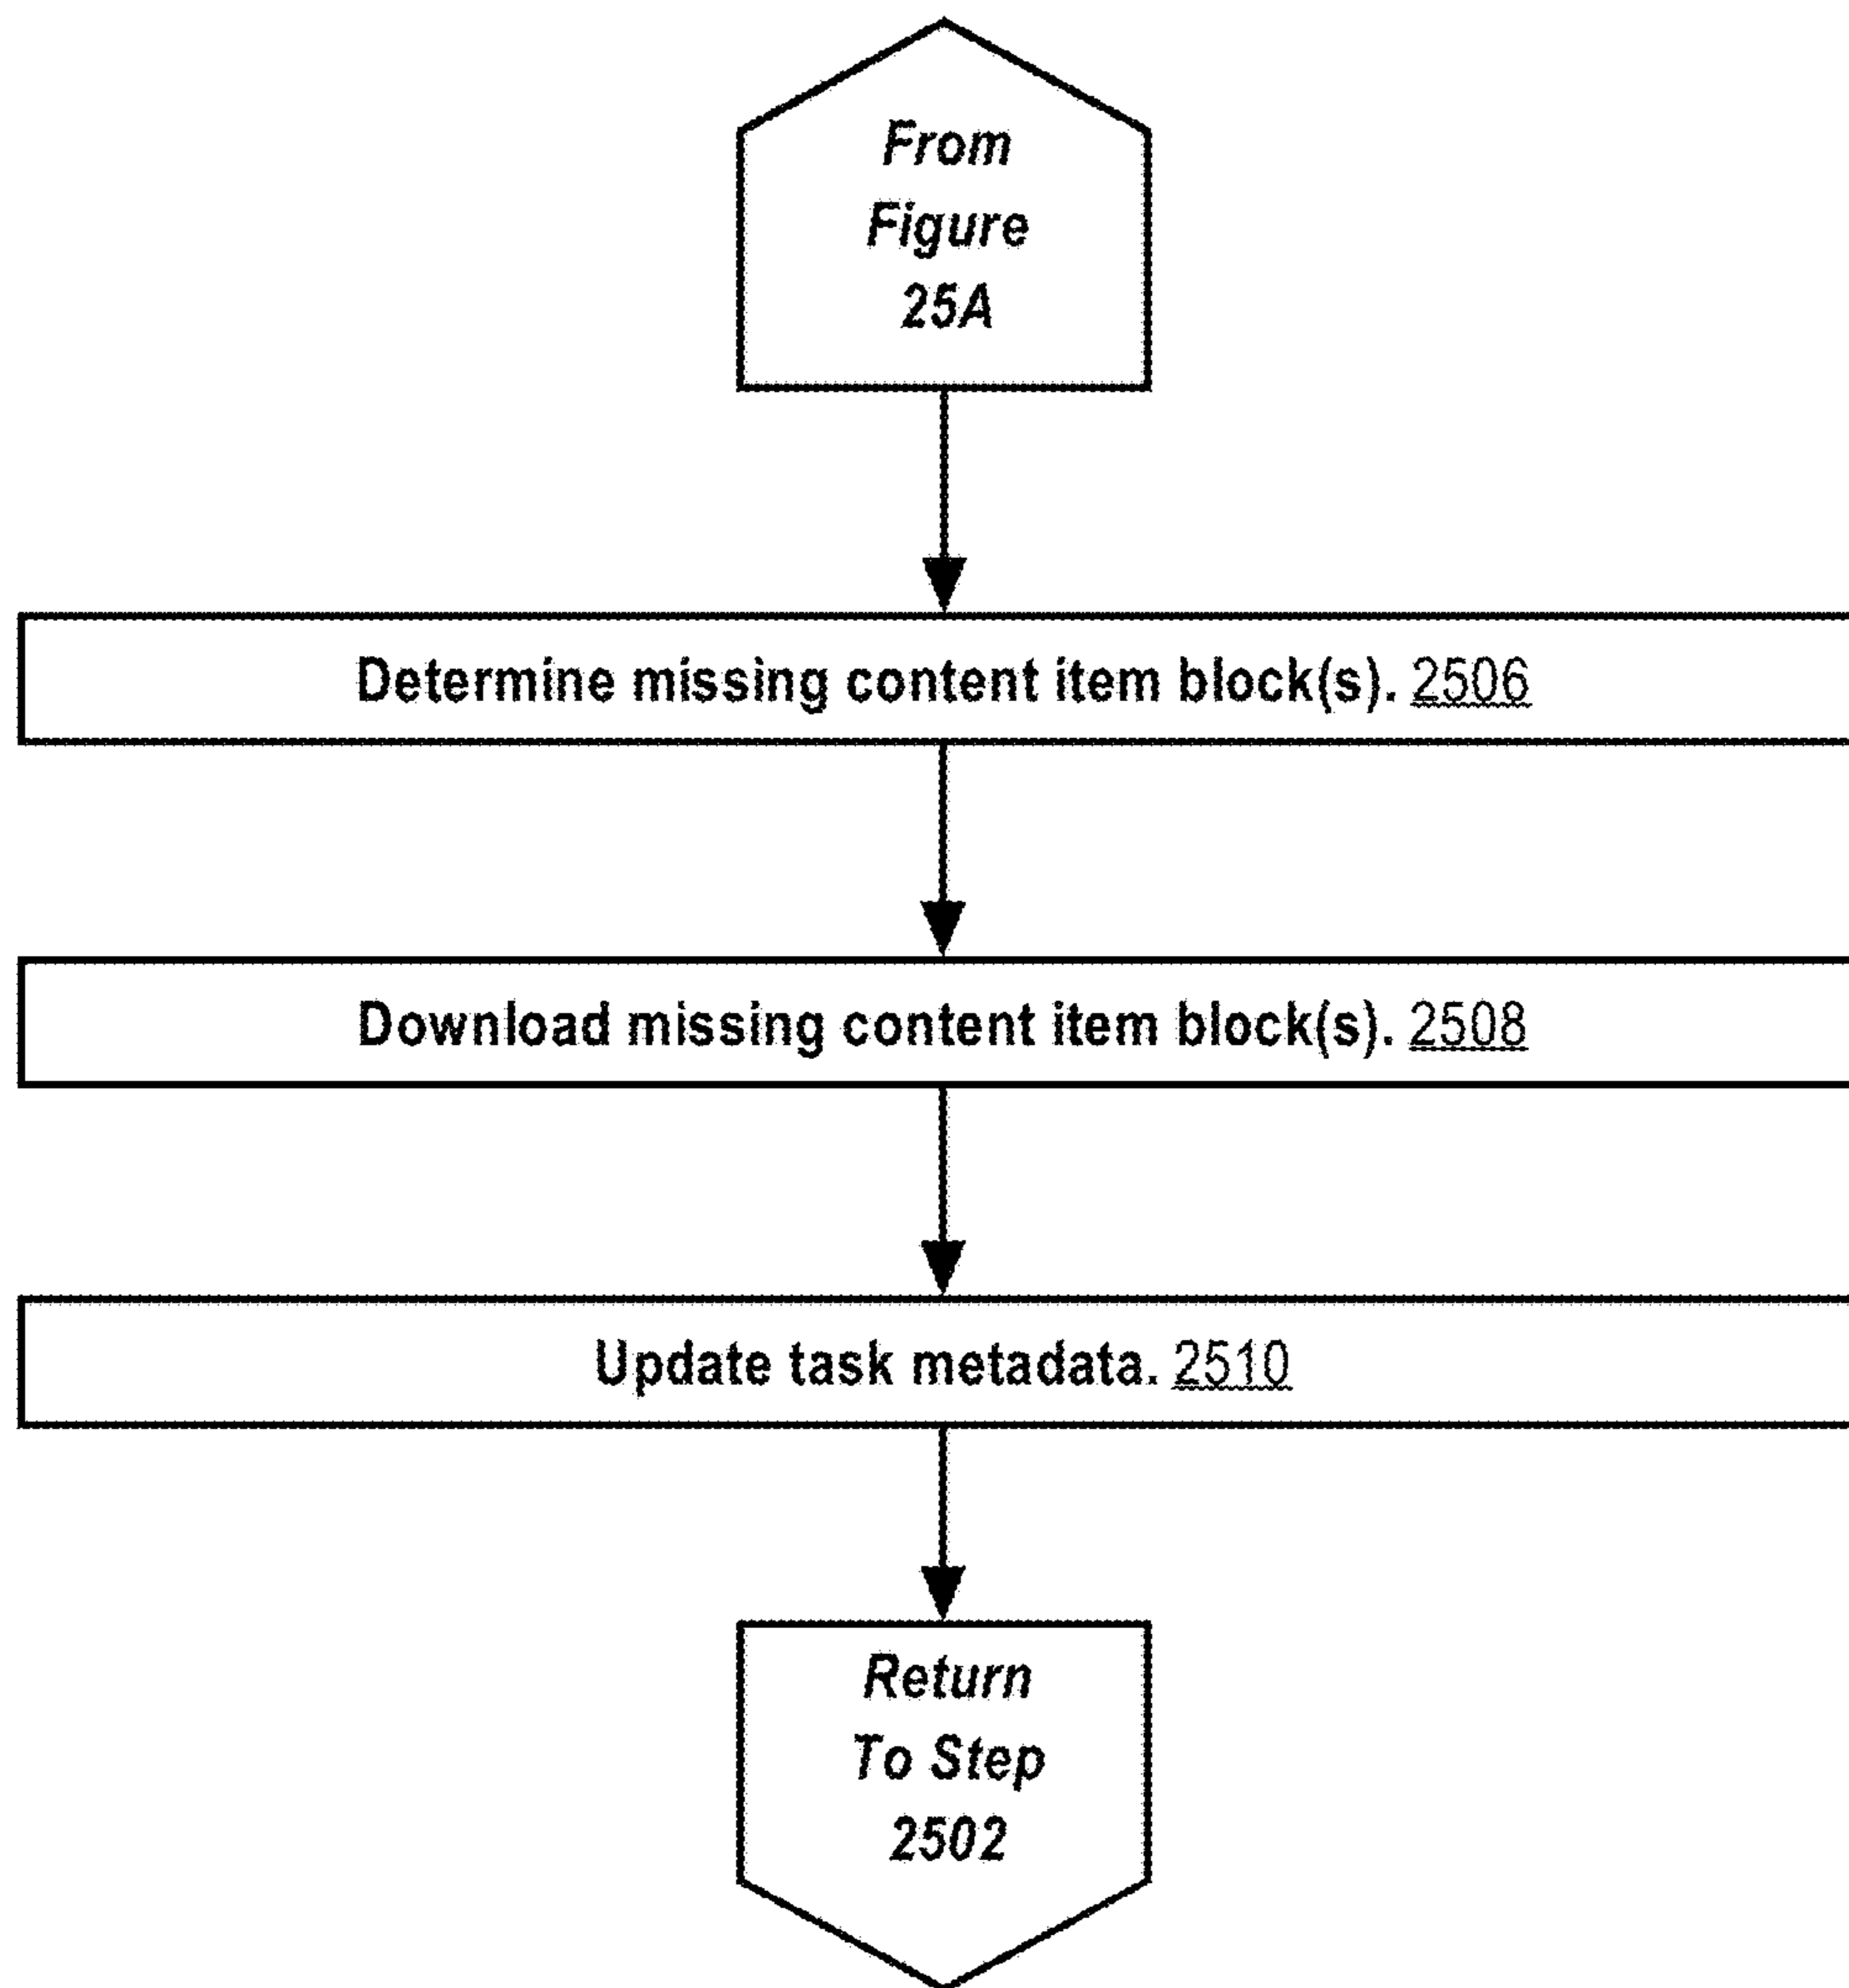 From
Figure
25A
Determine missing content item block(s). 2506
Download missing content item block(s). 2508
Update task metadata. 2510
Return
To Step
2502